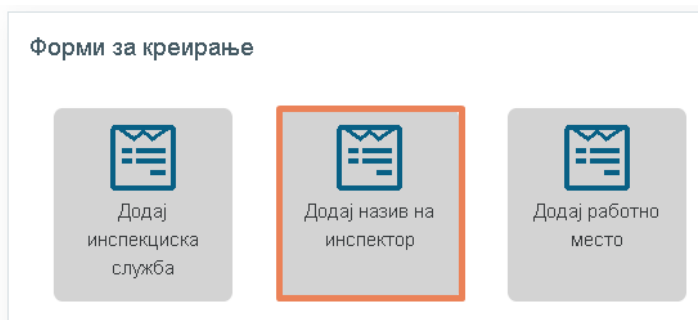 Форми за креирање
Додај
инспекциска
служба
Додај назив на
инспектор
Додај работно
место